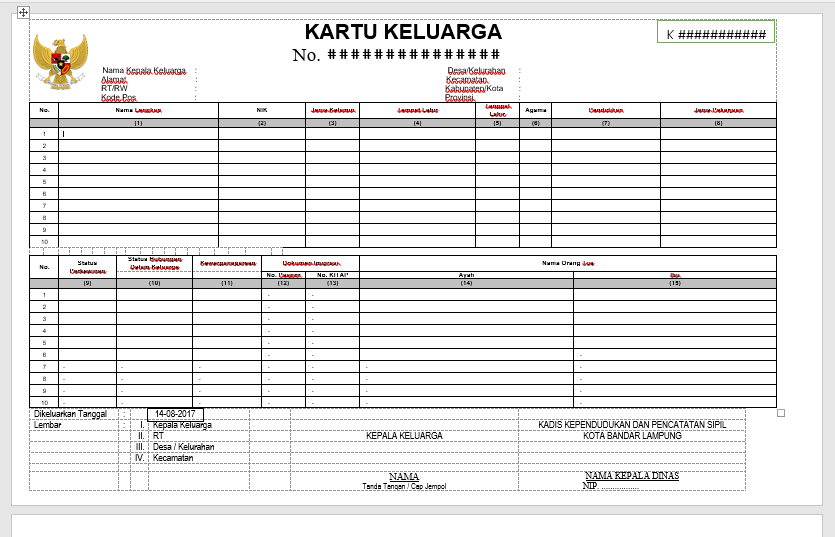 KARTU KELUARGA
K ###########
No. ###############
Nama Kepala Keluarga :
Desa/Kelurahan :
Alamat :
Kecamatan :
RT/RW :
Kabupaten/Kota :
Kode Pos :
Provinsi :
No. Nama Lengkap NIK Jenis Kelamin Tempat Lahir Tanggal Lahir Agama Pendidikan Jenis Pekerjaan
(1) (2) (3) (4) (5) (6) (7) (8)
1
2
3
4
5
6
7
8
9
10
No. Status Perkawinan Status Hubungan Dalam Keluarga Kewarganegaraan Dokumen Imigrasi Nama Orang Tua
No. Paspor No. KITAP Ayah Ibu
(9) (10) (11) (12) (13) (14) (15)
1 - -
2 - -
3 - -
4 - -
5 - -
6 - - -
7 - - - - - - -
8 - - - - - - -
9 - - - - - - -
10 - - - - - - -
Dikeluarkan Tanggal : 14-08-2017
Lembar : I. Kepala Keluarga KADIS KEPENDUDUKAN DAN PENCATATAN SIPIL
II. RT KEPALA KELUARGA KOTA BANDAR LAMPUNG
III. Desa / Kelurahan
IV. Kecamatan
NAMA NAMA KEPALA DINAS
Tanda Tangan / Cap Jempol NIP. .................